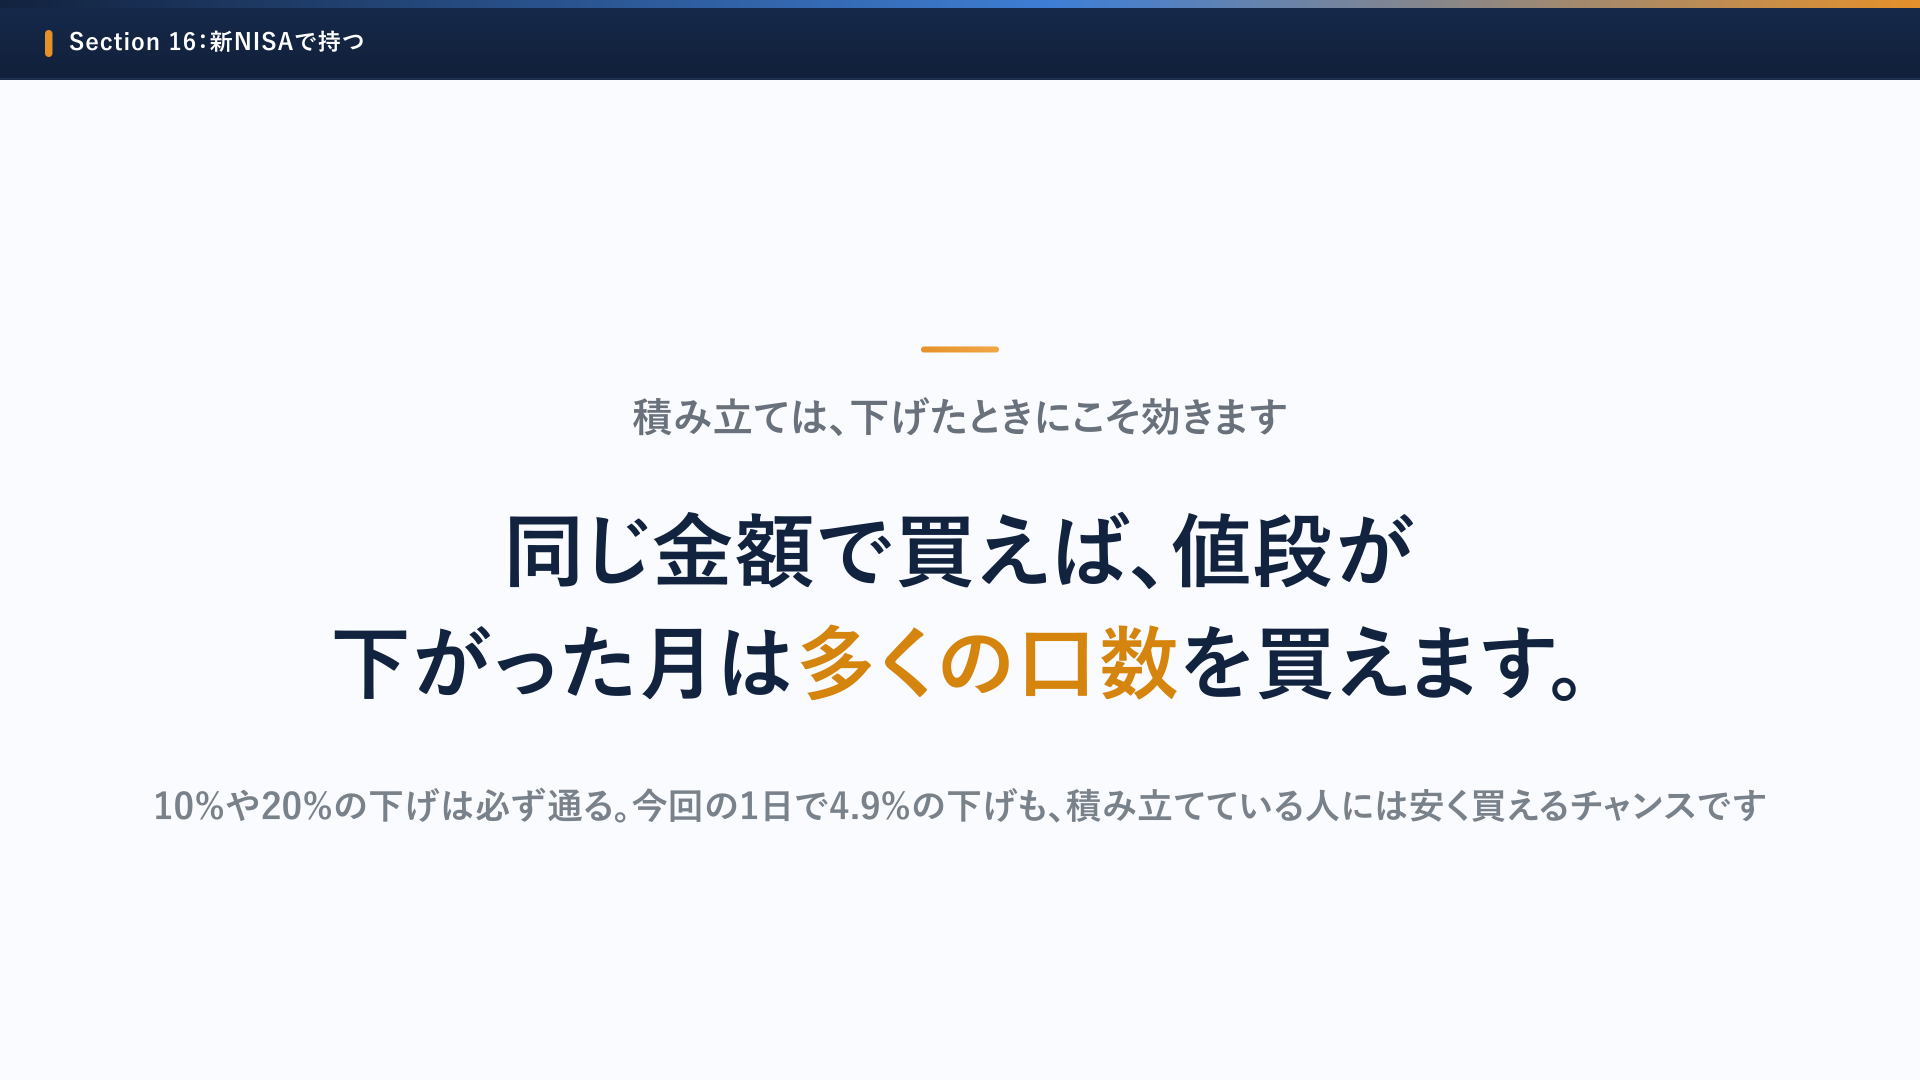 Section 16：新NISAで持つ
積み立ては、下げたときにこそ効きます
同じ金額で買えば、値段が
下がった月は多くの口数を買えます。
10%や20%の下げは必ず通る。今回の1日で4.9%の下げも、積み立てている人には安く買えるチャンスです